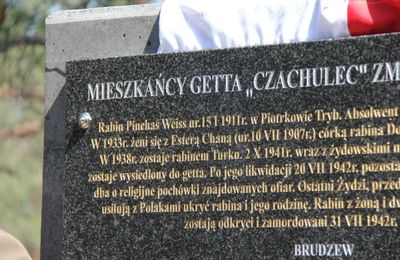 MIESZKAŃCY GETTA „CZACHULEC" ZM
Rabin Pinchas Weiss ur. 15 I 1911r. w Piotrkowie Tryb. Absolwent
W 1933r. żeni się z Esterą Chaną (ur. 10 VII 1907r.) córką rabina Do
W 1938r. zostaje rabinem Turku. 2 X 1941r. wraz z żydowskimi m
zostaje wysiedlony do getta. Po jego likwidacji 20 VII 1942r. pozost
dba o religijne pochówki znajdowanych ofiar. Ostatni Żydzi, przed
usiłują z Polakami ukryć rabina i jego rodzinę. Rabin z żoną i dw
zostają odkryci i zamordowani 31 VII 1942r.
BRUDZEW